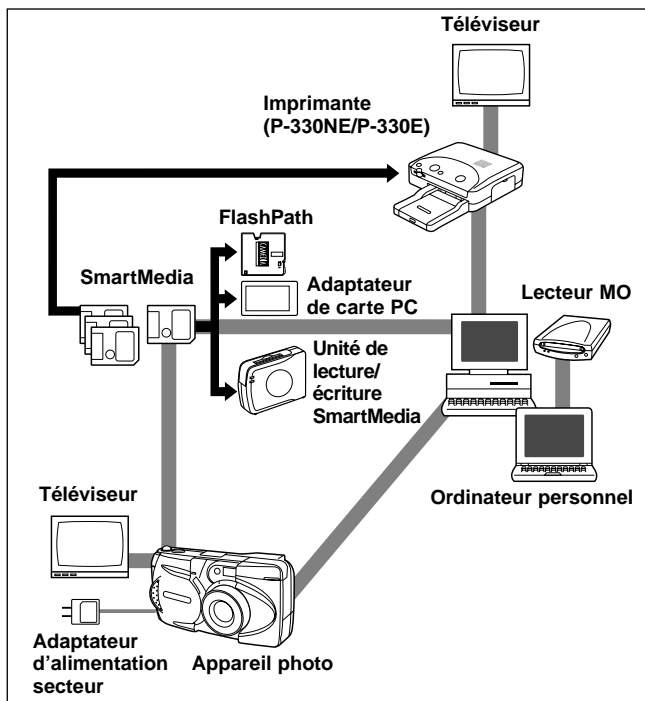 Téléviseur
Imprimante
(P-330NE/P-330E)
FlashPath
SmartMedia
Adaptateur
de carte PC
Lecteur MO
Unité de
lecture/
écriture
SmartMedia
Ordinateur personnel
Téléviseur
Adaptateur
d’alimentation
secteur
Appareil photo